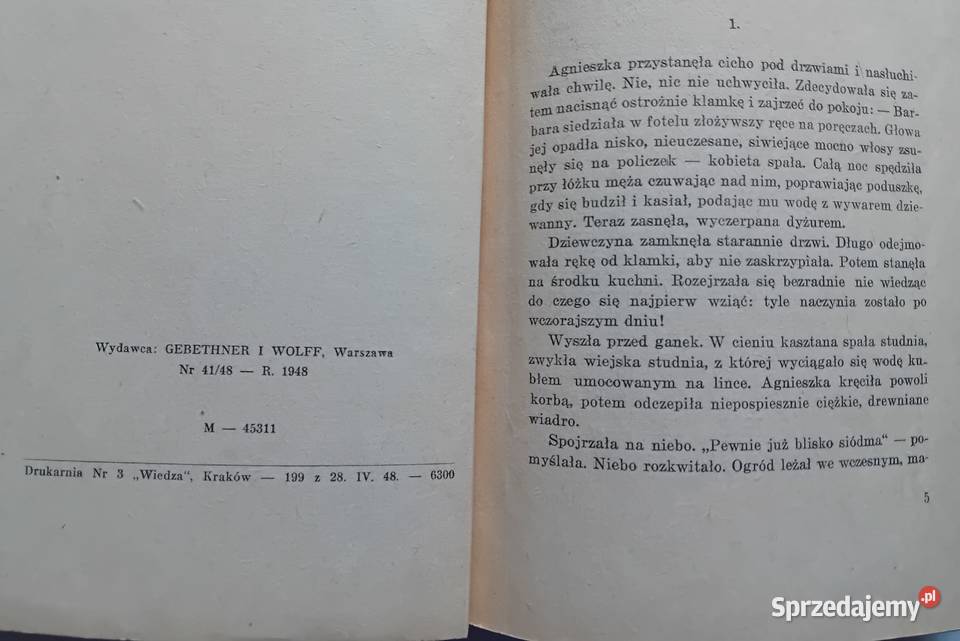 Wydawca: GEBETHNER I WOLFF, Warszawa
Nr 41/48 — R. 1948
M — 45311
Drukarnia Nr 3 „Wiedza“, Kraków — 199 z 28. IV. 48. — 6300
1.
Agnieszka przystanęła cicho pod drzwiami i nasłuchi-
wała chwilę. Nie, nic nie uchwyciła. Zdecydowała się za-
tem nacisnąć ostrożnie klamkę i zajrzeć do pokoju: — Bar-
bara siedziała w fotelu złożywszy ręce na poręczach. Głowa
jej opadła nisko, nieuczesane, siwiejące mocno włosy zsu-
nęły się na policzek — kobieta spała. Całą noc spędziła
przy łóżku męża czuwając nad nim, poprawiając poduszkę,
gdy się budził i kasłał, podając mu wodę z wywarem dzie-
wanny. Teraz zasnęła, wyczerpana dyżurem.
Dziewczyna zamknęła starannie drzwi. Długo odejmo-
wała rękę od klamki, aby nie zaskrzypiała. Potem stanęła
na środku kuchni. Rozejrzała się bezradnie nie wiedząc
do czego się najpierw wziąć: tyle naczynia zostało po
wczorajszym dniu!
Wyszła przed ganek. W cieniu kasztana spała studnia,
zwykła wiejska studnia, z której wyciągało się wodę ku-
błem umocowanym na lince. Agnieszka kręciła powoli
korbą, potem odczepiła niepospiesznie ciężkie, drewniane
wiadro.
Spojrzała na niebo. „Pewnie już blisko siódma“ — po-
myślała. Niebo rozkwitało. Ogród leżał we wczesnym, ma-
5
Sprzedajemy.pl